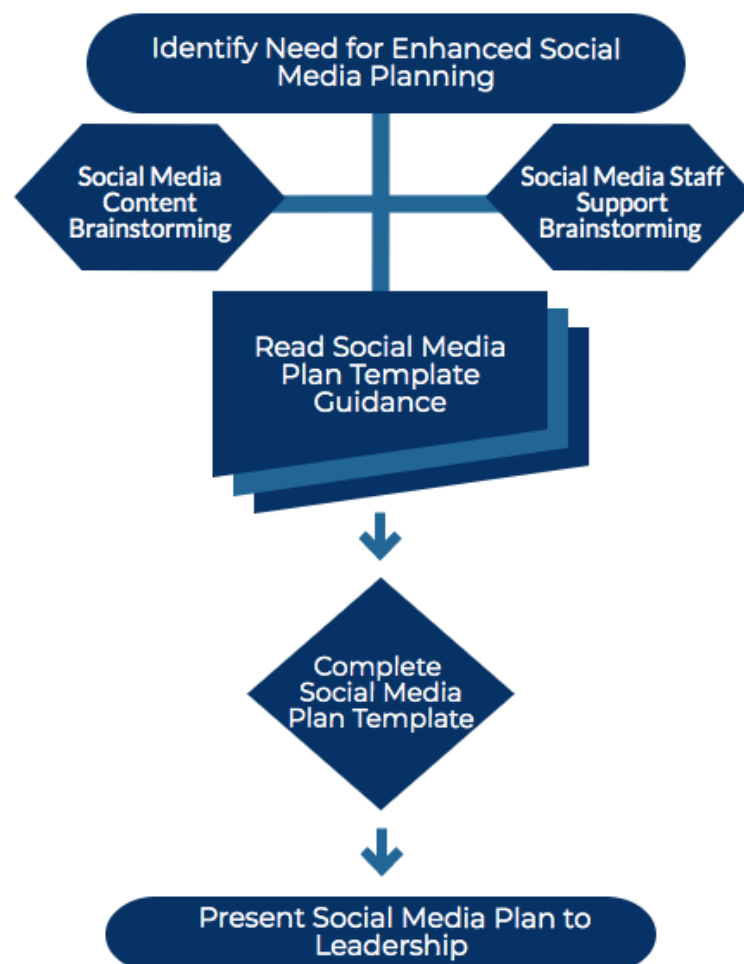 Identify Need for Enhanced Social
Media Planning
Social Media
Content
Brainstorming
Social Media Staff
Support
Brainstorming
Read Social Media
Plan Template
Guidance
Complete
Social Media
Plan Template
Present Social Media Plan to
Leadership